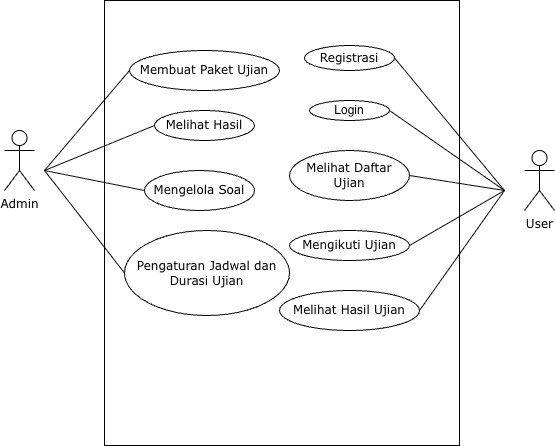 Registrasi
Membuat Paket Ujian
Login
Melihat Hasil
Melihat Daftar
Ujian
Mengelola Soal
Admin
User
Mengikuti Ujian
Pengaturan Jadwal dan
Durasi Ujian
Melihat Hasil Ujian